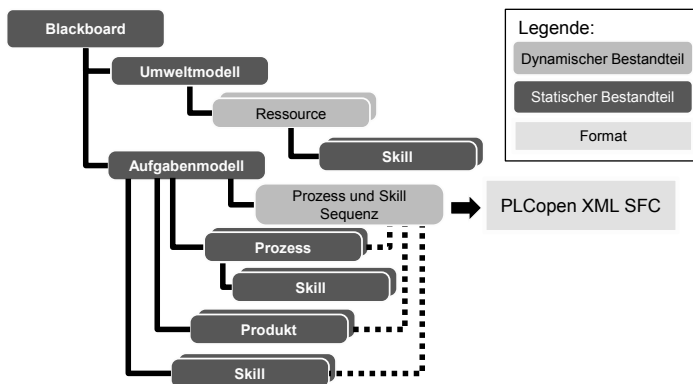 Blackboard
Umweltmodell
Ressource
Skill
Aufgabenmodell
Prozess und Skill
Sequenz
PLCopen XML SFC
Prozess
Skill
Produkt
Skill
Legende:
Dynamischer Bestandteil
Statischer Bestandteil
Format